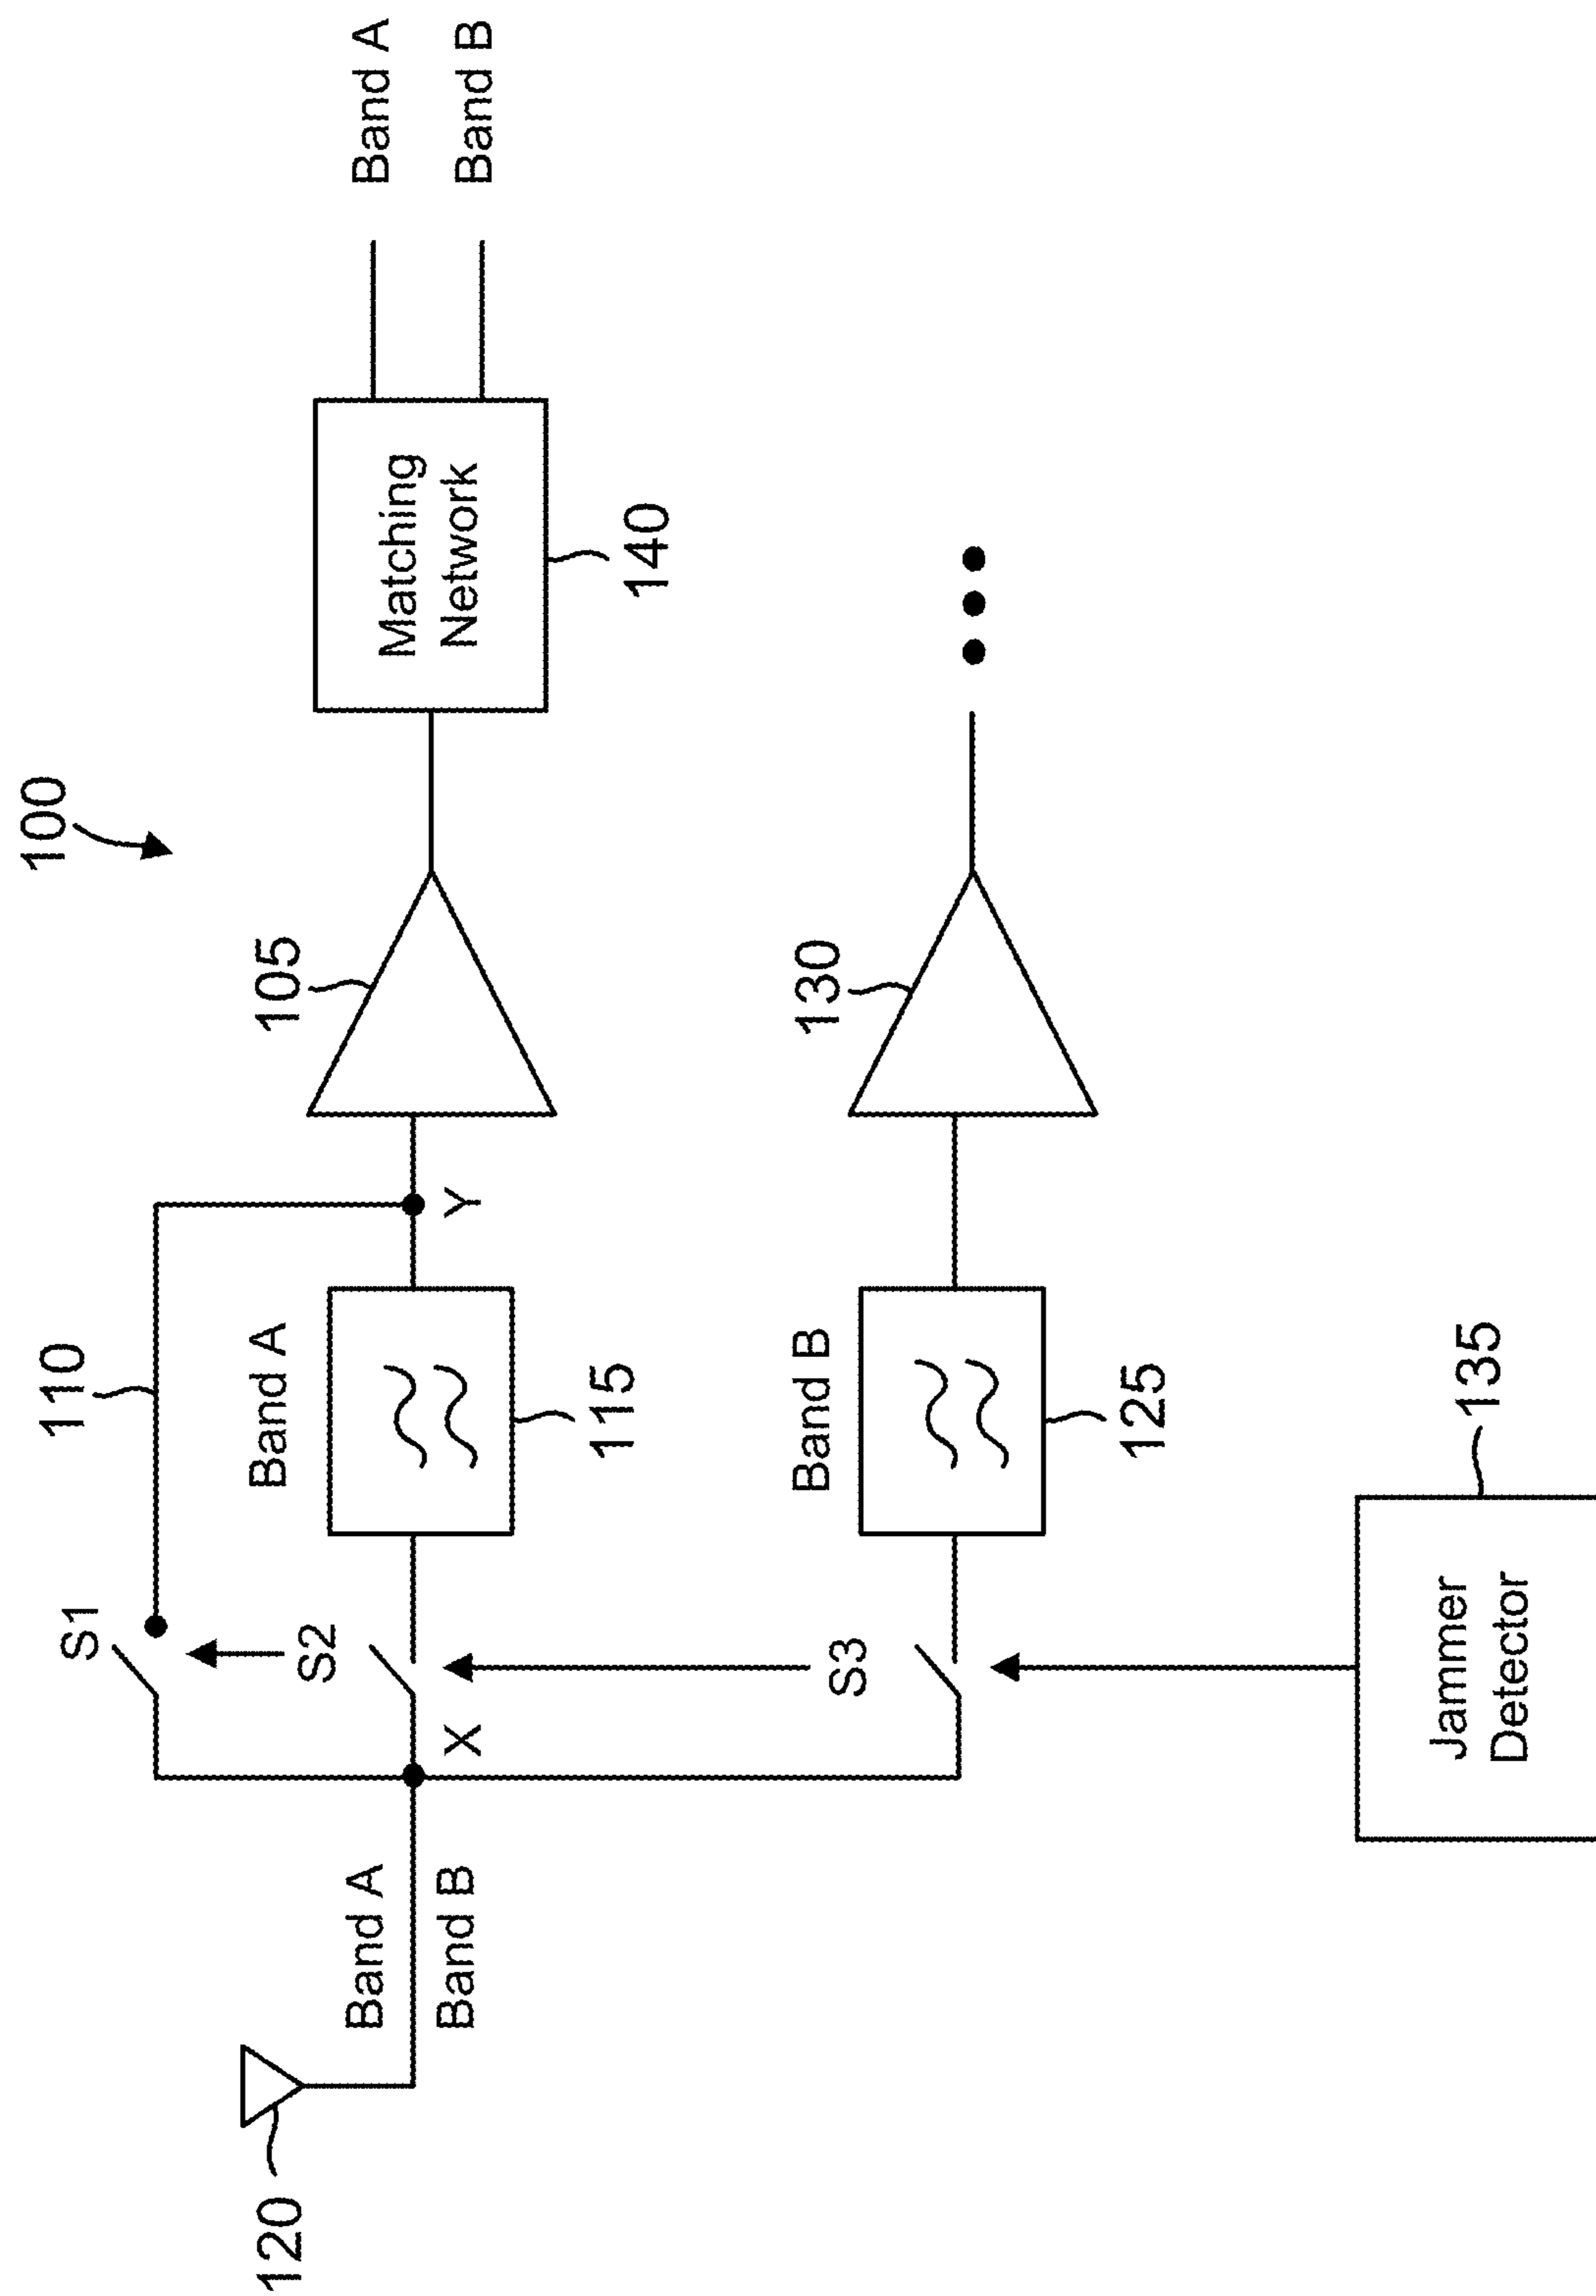 100
120
Band A
Band B
X
Y
S1
S2
S3
110
Band A
115
105
Matching
Network
140
Band A
Band B
Band B
125
130
Jammer
Detector
135